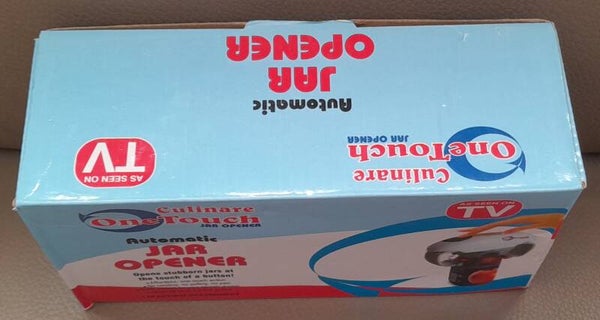 Automatic
JAR
OPENER
Culinare
OneTouch
JAR OPENER
AS SEEN ON
TV
Culinare
OneTouch
JAR OPENER
Automatic
JAR
OPENER
Opens stubborn jars at
the touch of a button!
AS SEEN ON
TV